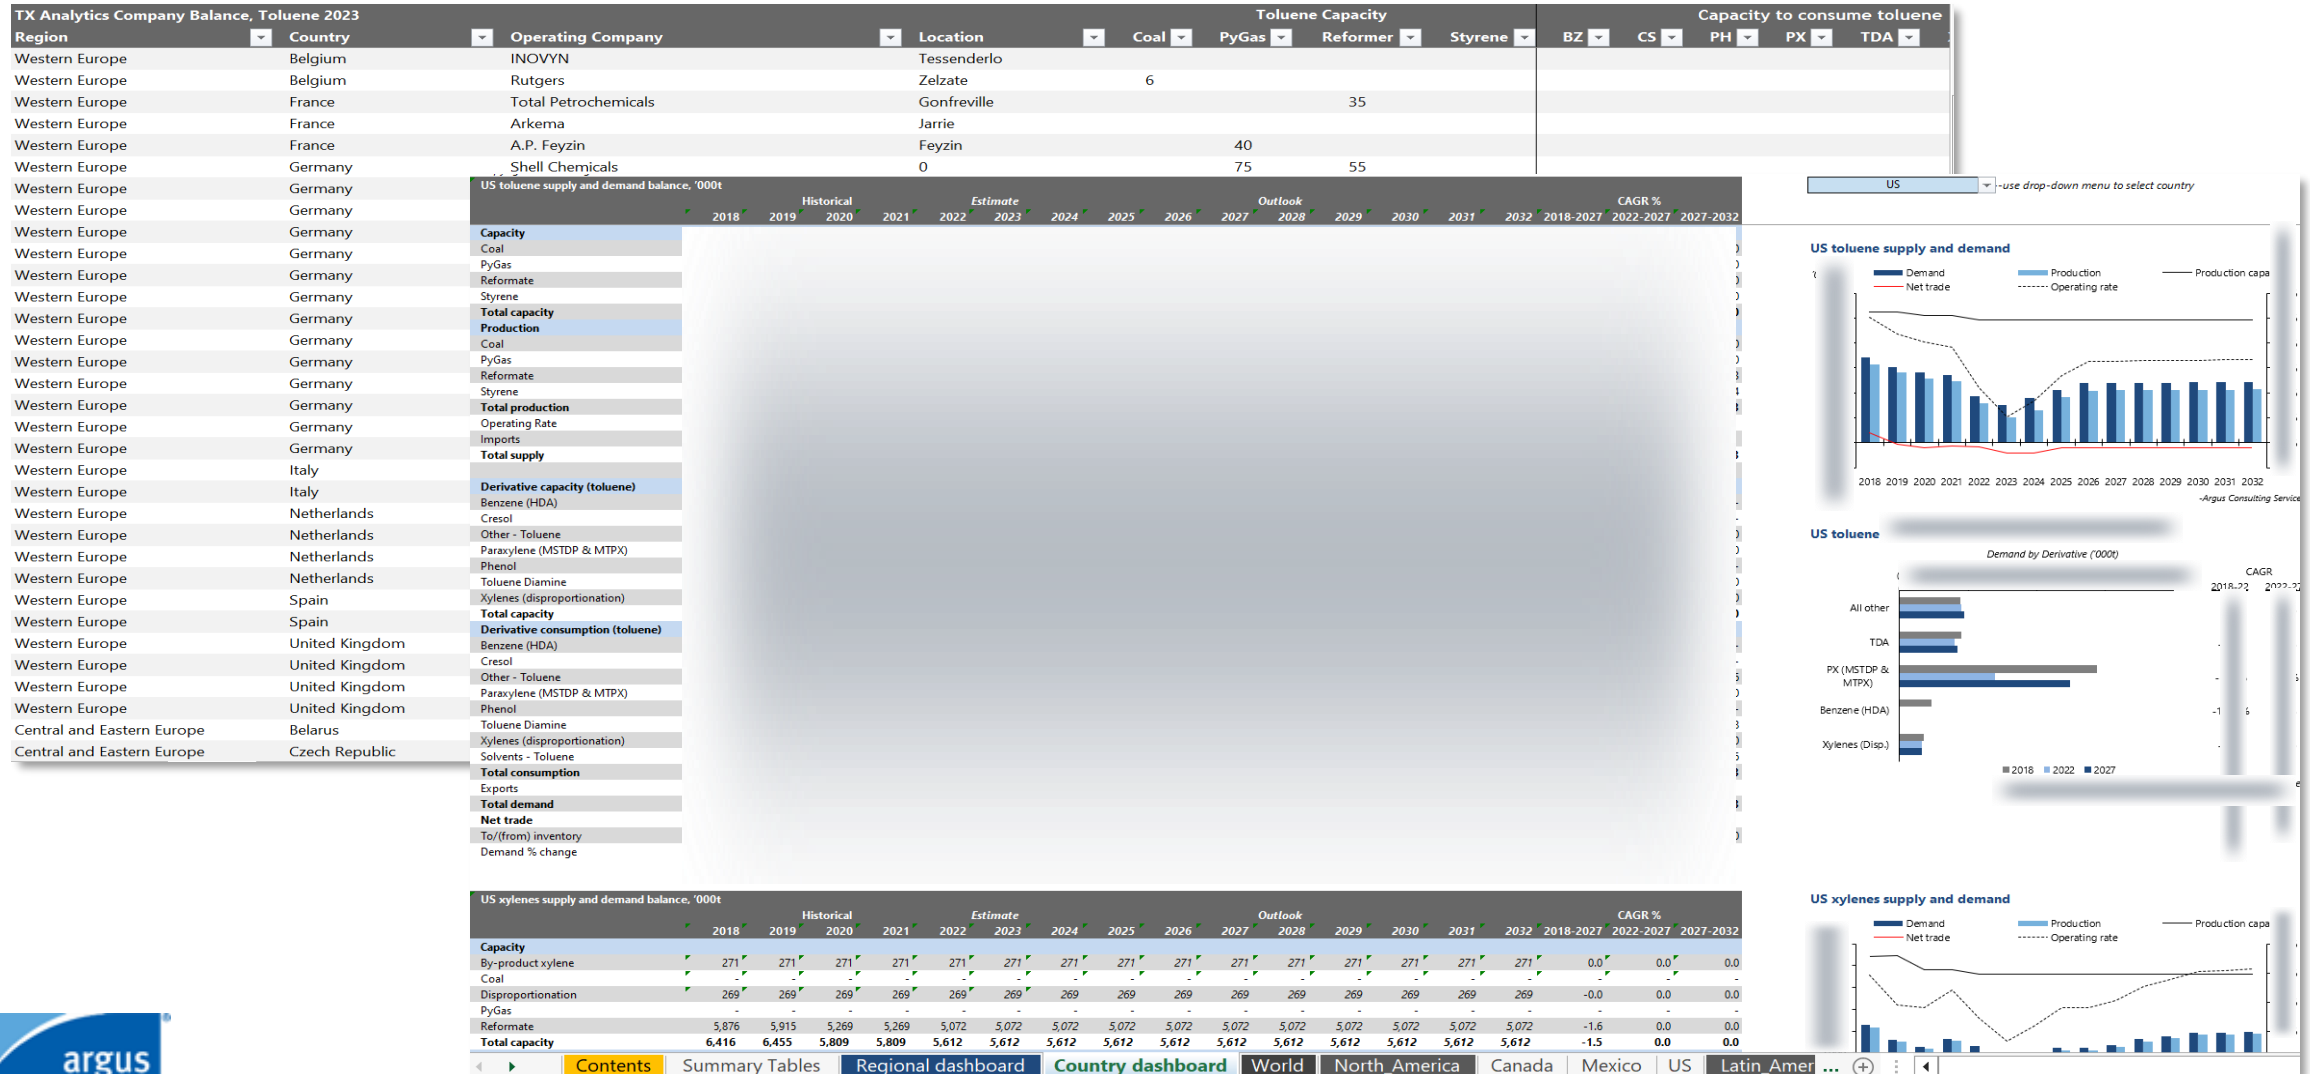 TX Analytics Company Balance, Toluene 2023
Toluene Capacity
Capacity to consume toluene
Region Country Operating Company Location Coal PyGas Reformer Styrene BZ CS PH PX TDA
Western Europe Belgium INOVYN Tessenderlo
Western Europe Belgium Rutgers Zelzate 6
Western Europe France Total Petrochemicals Gonfreville 35
Western Europe France Arkema Jarrie
Western Europe France A.P. Feyzin Feyzin 40
Western Europe Germany Shell Chemicals 0 75 55
Western Europe Germany
Western Europe Germany
Western Europe Germany
Western Europe Germany
Western Europe Germany
Western Europe Germany
Western Europe Germany
Western Europe Germany
Western Europe Germany
Western Europe Germany
Western Europe Germany
Western Europe Germany
Western Europe Germany
Western Europe Italy
Western Europe Italy
Western Europe Netherlands
Western Europe Netherlands
Western Europe Netherlands
Western Europe Netherlands
Western Europe Spain
Western Europe Spain
Western Europe United Kingdom
Western Europe United Kingdom
Western Europe United Kingdom
Western Europe United Kingdom
Central and Eastern Europe Belarus
Central and Eastern Europe Czech Republic
US toluene supply and demand balance, '000t
Historical Estimate Outlook CAGR %
2018 2019 2020 2021 2022 2023 2024 2025 2026 2027 2028 2029 2030 2031 2032 2018-2027 2022-2027 2027-2032
Capacity
Coal
PyGas
Reformate
Styrene
Total capacity
Production
Coal
PyGas
Reformate
Styrene
Total production
Operating Rate
Imports
Total supply
Derivative capacity (toluene)
Benzene (HDA)
Cresol
Other - Toluene
Paraxylene (MSTDP & MTPX)
Phenol
Toluene Diamine
Xylenes (disproportionation)
Total capacity
Derivative consumption (toluene)
Benzene (HDA)
Cresol
Other - Toluene
Paraxylene (MSTDP & MTPX)
Phenol
Toluene Diamine
Xylenes (disproportionation)
Solvents - Toluene
Total consumption
Exports
Total demand
Net trade
To/(from) inventory
Demand % change
US --use drop-down menu to select country
US toluene supply and demand
Demand Production Production capa
Net trade Operating rate
2018 2019 2020 2021 2022 2023 2024 2025 2026 2027 2028 2029 2030 2031 2032
-Argus Consulting Service
US toluene
Demand by Derivative ('000t)
CAGR
2018-22 2022-2
All other
TDA
PX (MSTDP &
MTPX)
Benzene (HDA)
Xylenes (Disp.)
2018 2022 2027
US xylenes supply and demand balance, '000t
Historical Estimate Outlook CAGR %
2018 2019 2020 2021 2022 2023 2024 2025 2026 2027 2028 2029 2030 2031 2032 2018-2027 2022-2027 2027-2032
Capacity
By-product xylene 271 271 271 271 271 271 271 271 271 271 271 271 271 271 271 0.0 0.0 0.0
Coal - - - - - - - - - - - - - - - - - -
Disproportionation 269 269 269 269 269 269 269 269 269 269 269 269 269 269 269 -0.0 0.0 0.0
PyGas - - - - - - - - - - - - - - - - - -
Reformate 5,876 5,915 5,269 5,269 5,072 5,072 5,072 5,072 5,072 5,072 5,072 5,072 5,072 5,072 5,072 -1.6 0.0 0.0
Total capacity 6,416 6,455 5,809 5,809 5,612 5,612 5,612 5,612 5,612 5,612 5,612 5,612 5,612 5,612 5,612 -1.5 0.0 0.0
US xylenes supply and demand
Demand Production Production capa
Net trade Operating rate
argus
Contents Summary Tables Regional dashboard Country dashboard World North_America Canada Mexico US Latin_Amer ...